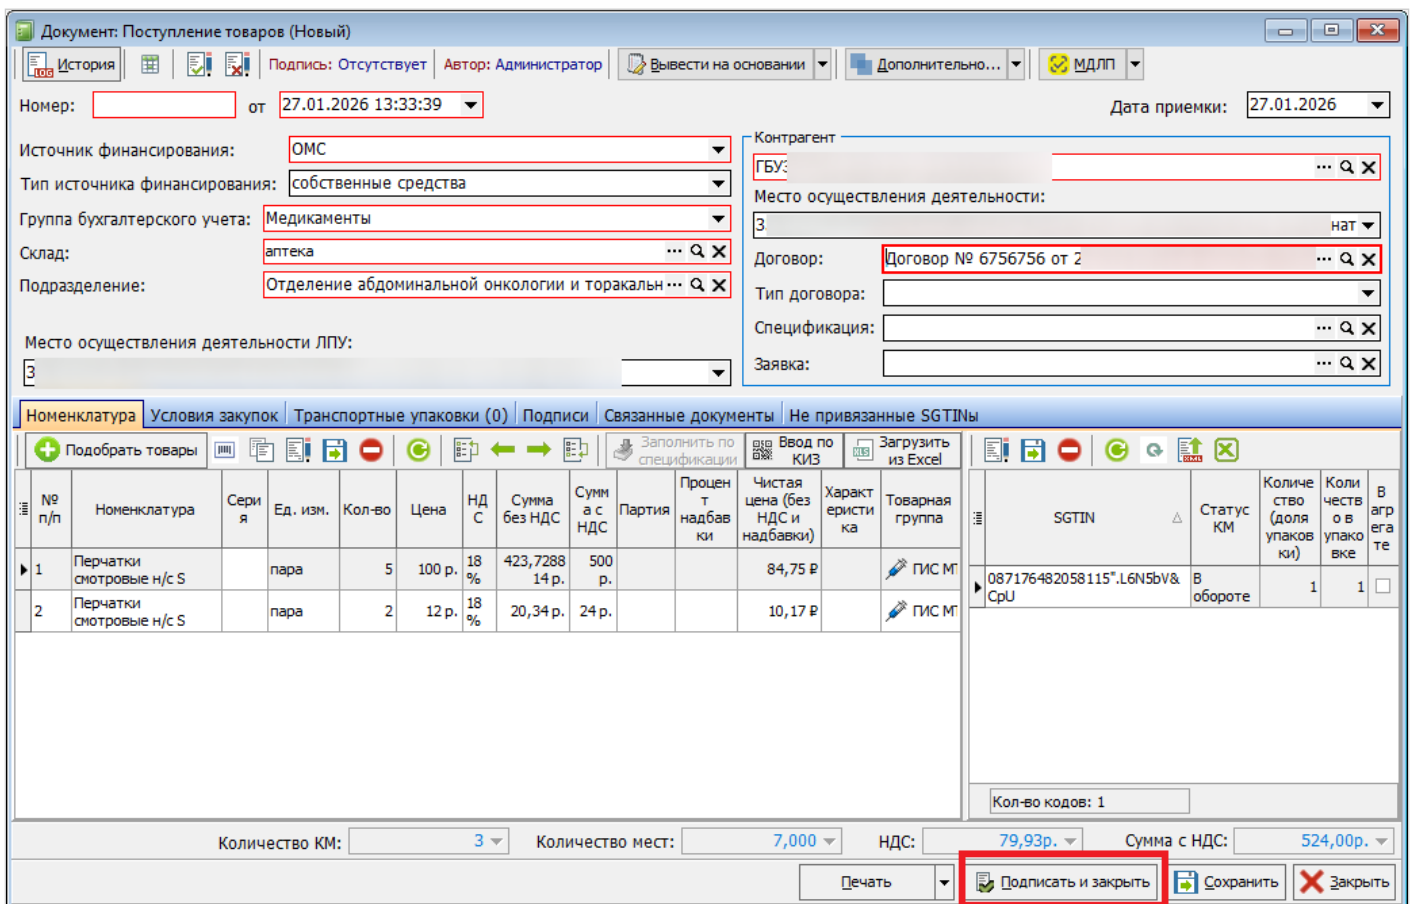 Документ: Поступление товаров (Новый)
LOG История Подпись: Отсутствует Автор: Администратор Вывести на основании Дополнительно... МДЛП
Номер: от 27.01.2026 13:33:39 Дата приемки: 27.01.2026
Источник финансирования: ОМС
Тип источника финансирования: собственные средства
Группа бухгалтерского учета: Медикаменты
Склад: аптека
Подразделение: Отделение абдоминальной онкологии и торакальн
Место осуществления деятельности ЛПУ:
З
Контрагент
ГБУЗ
Место осуществления деятельности:
З нат
Договор: Договор № 6756756 от 2
Тип договора:
Спецификация:
Заявка:
Номенклатура Условия закупок Транспортные упаковки (0) Подписи Связанные документы Не привязанные SGTINы
Подобрать товары Заполнить по спецификации Ввод по КИЗ XLS Загрузить из Excel XML
№ п/п Номенклатура Серия Ед. изм. Кол-во Цена НДС Сумма без НДС Сумма с НДС Партия Процент надбавки Чистая цена (без НДС и надбавки) Характеристика Товарная группа
1 Перчатки смотровые н/с S пара 5 100 р. 18 % 423,728814 р. 500 р. 84,75 ₽ ГИС МТ
2 Перчатки смотровые н/с S пара 2 12 р. 18 % 20,34 р. 24 р. 10,17 ₽ ГИС МТ
SGTIN Статус КМ Количество (доля упаковки) Количество в упаковке В агрегате
087176482058115".L6N5bV&CpU В обороте 1 1
Кол-во кодов: 1
Количество КМ: 3 Количество мест: 7,000 НДС: 79,93р. Сумма с НДС: 524,00р.
Печать Подписать и закрыть Сохранить Закрыть